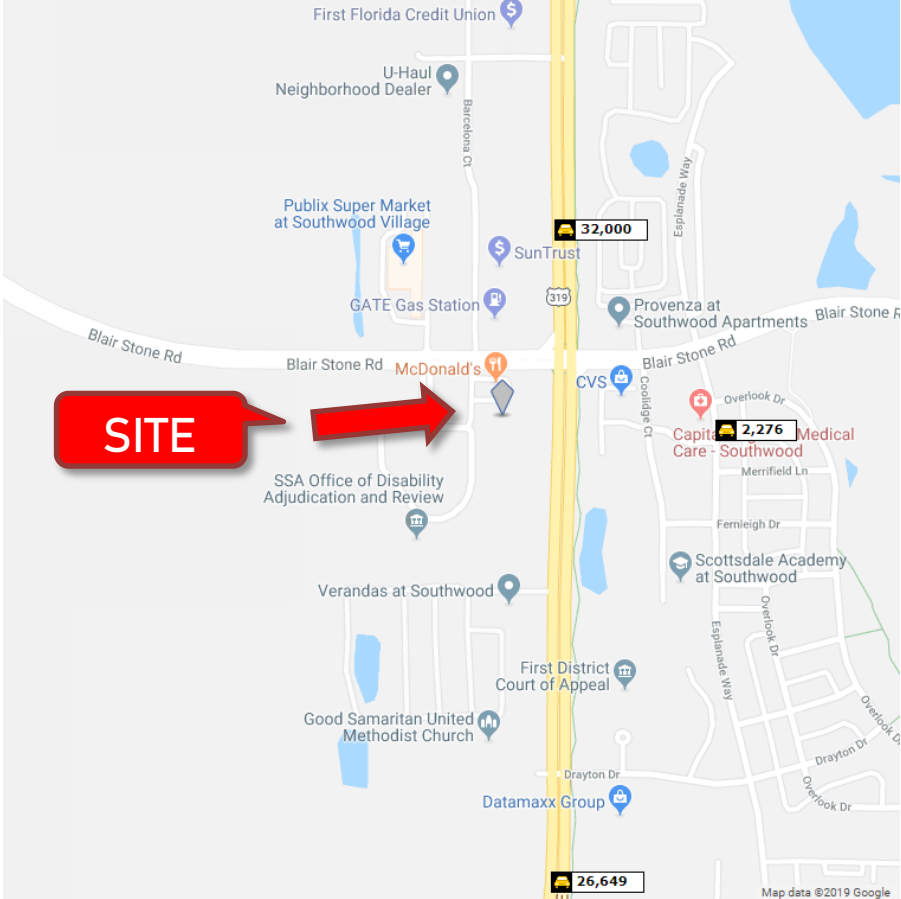 First Florida Credit Union
U-Haul
Neighborhood Dealer
Barcelona Ct
Esplanade Way
Publix Super Market
at Southwood Village
32,000
SunTrust
319
GATE Gas Station
Provenza at
Southwood Apartments
Blair Stone R
Blair Stone Rd
Blair Stone Rd
Blair Stone Rd
McDonald's
CVS
Coolidge Ct
Overlook Dr
SITE
2,276
Capita
Medical
Care - Southwood
Merrifield Ln
SSA Office of Disability
Adjudication and Review
Fernleigh Dr
Scottsdale Academy
at Southwood
Verandas at Southwood
Overlook Dr
Esplanade Way
First District
Court of Appeal
Overlook D
Good Samaritan United
Methodist Church
Drayton Dr
Drayton Dr
Overlook Dr
Datamaxx Group
26,649
Map data ©2019 Google